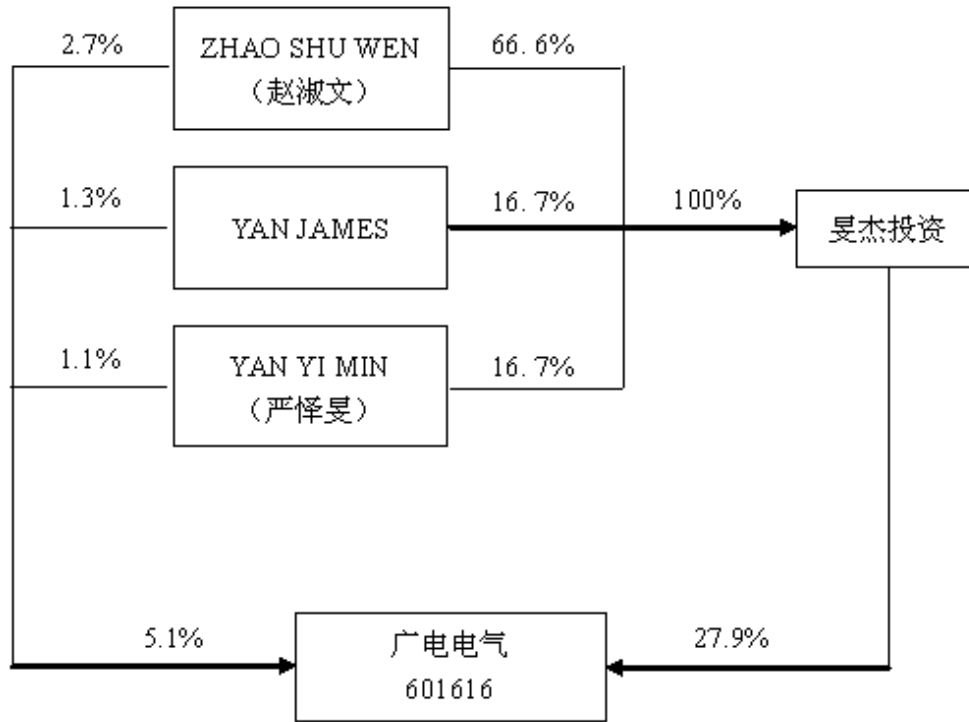 2.7%
ZHAO SHU WEN
（赵淑文）
66.6%
1.3%
YAN JAMES
16.7%
100%
旻杰投资
1.1%
YAN YI MIN
（严怿旻）
16.7%
5.1%
广电电气
601616
27.9%